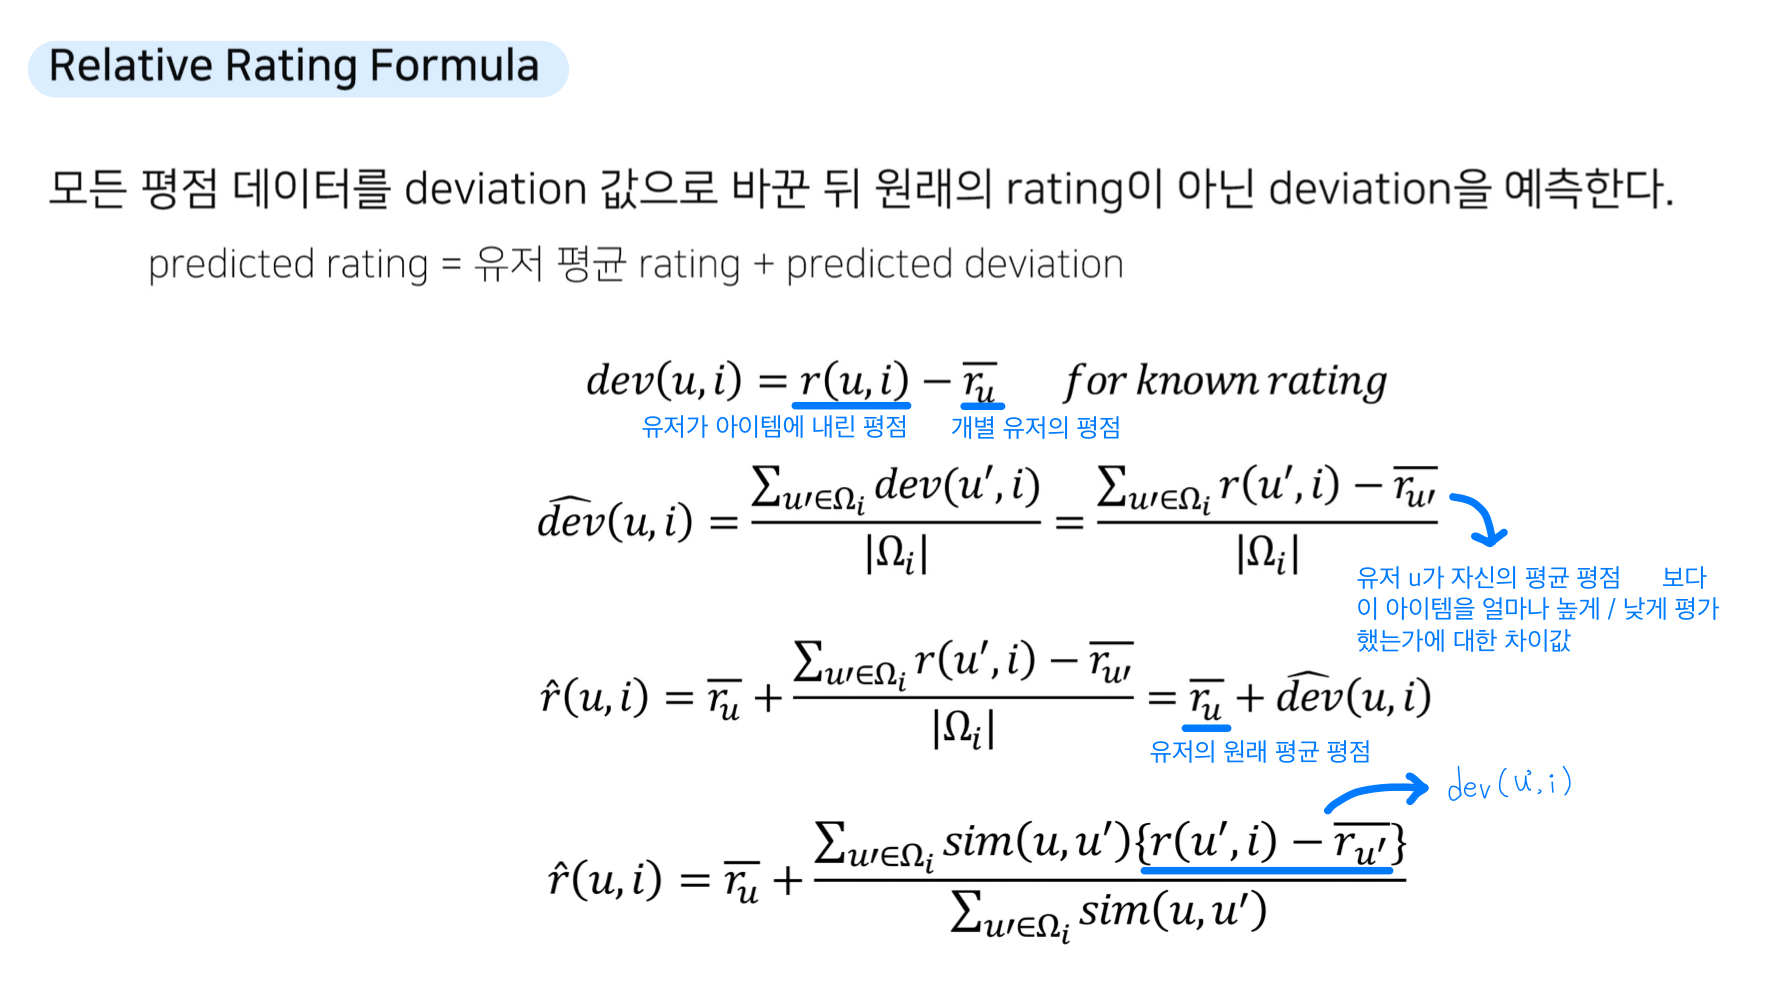 Relative Rating Formula
모든 평점 데이터를 deviation 값으로 바꾼 뒤 원래의 rating이 아닌 deviation을 예측한다.
predicted rating = 유저 평균 rating + predicted deviation
$dev(u,i) = r(u,i) - \overline{r_u} \quad for\ known\ rating$
유저가 아이템에 내린 평점 개별 유저의 평점
$\widehat{dev}(u,i) = \frac{\sum_{u\prime\in\Omega_i} dev(u',i)}{|\Omega_i|} = \frac{\sum_{u\prime\in\Omega_i} r(u',i) - \overline{r_{u\prime}}}{|\Omega_i|}$
유저 u가 자신의 평균 평점 보다
이 아이템을 얼마나 높게 / 낮게 평가
했는가에 대한 차이값
$\hat{r}(u,i) = \overline{r_u} + \frac{\sum_{u\prime\in\Omega_i} r(u',i) - \overline{r_{u\prime}}}{|\Omega_i|} = \overline{r_u} + \widehat{dev}(u,i)$
유저의 원래 평균 평점
dev(u',i)
$\hat{r}(u,i) = \overline{r_u} + \frac{\sum_{u\prime\in\Omega_i} sim(u,u')\{r(u',i) - \overline{r_{u'}}\}}{\sum_{u\prime\in\Omega_i} sim(u,u')}$